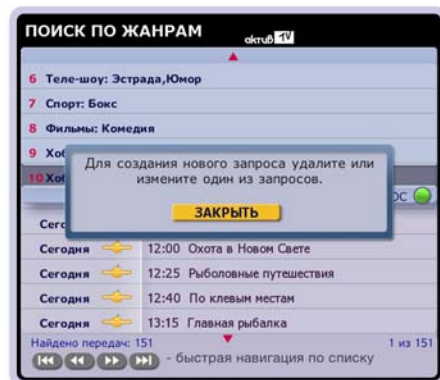 ПОИСК ПО ЖАНРАМ
актив TV
6 Теле-шоу: Эстрада,Юмор
7 Спорт: Бокс
8 Фильмы: Комедия
9
10
Для создания нового запроса удалите или
измените один из запросов.
ЗАКРЫТЬ
Сегодня 12:00 Охота в Новом Свете
Сегодня 12:25 Рыболовные путешествия
Сегодня 12:40 По клевым местам
Сегодня 13:15 Главная рыбалка
Найдено передач: 151 1 из 151
- быстрая навигация по списку